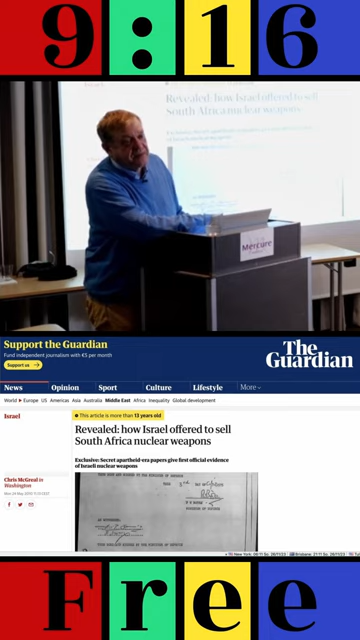 9:16
Revealed: how Israel offered to sell
South Africa nuclear weapons
Mercure
Support the Guardian
Fund independent journalism with €5 per month
Support us →
The
Guardian
News Opinion Sport Culture Lifestyle More
World Europe US Americas Asia Australia Middle East Africa Inequality Global development
Israel
This article is more than 13 years old
Revealed: how Israel offered to sell
South Africa nuclear weapons
Exclusive: Secret apartheid-era papers give first official evidence
of Israeli nuclear weapons
Chris McGreal in
Washington
Free